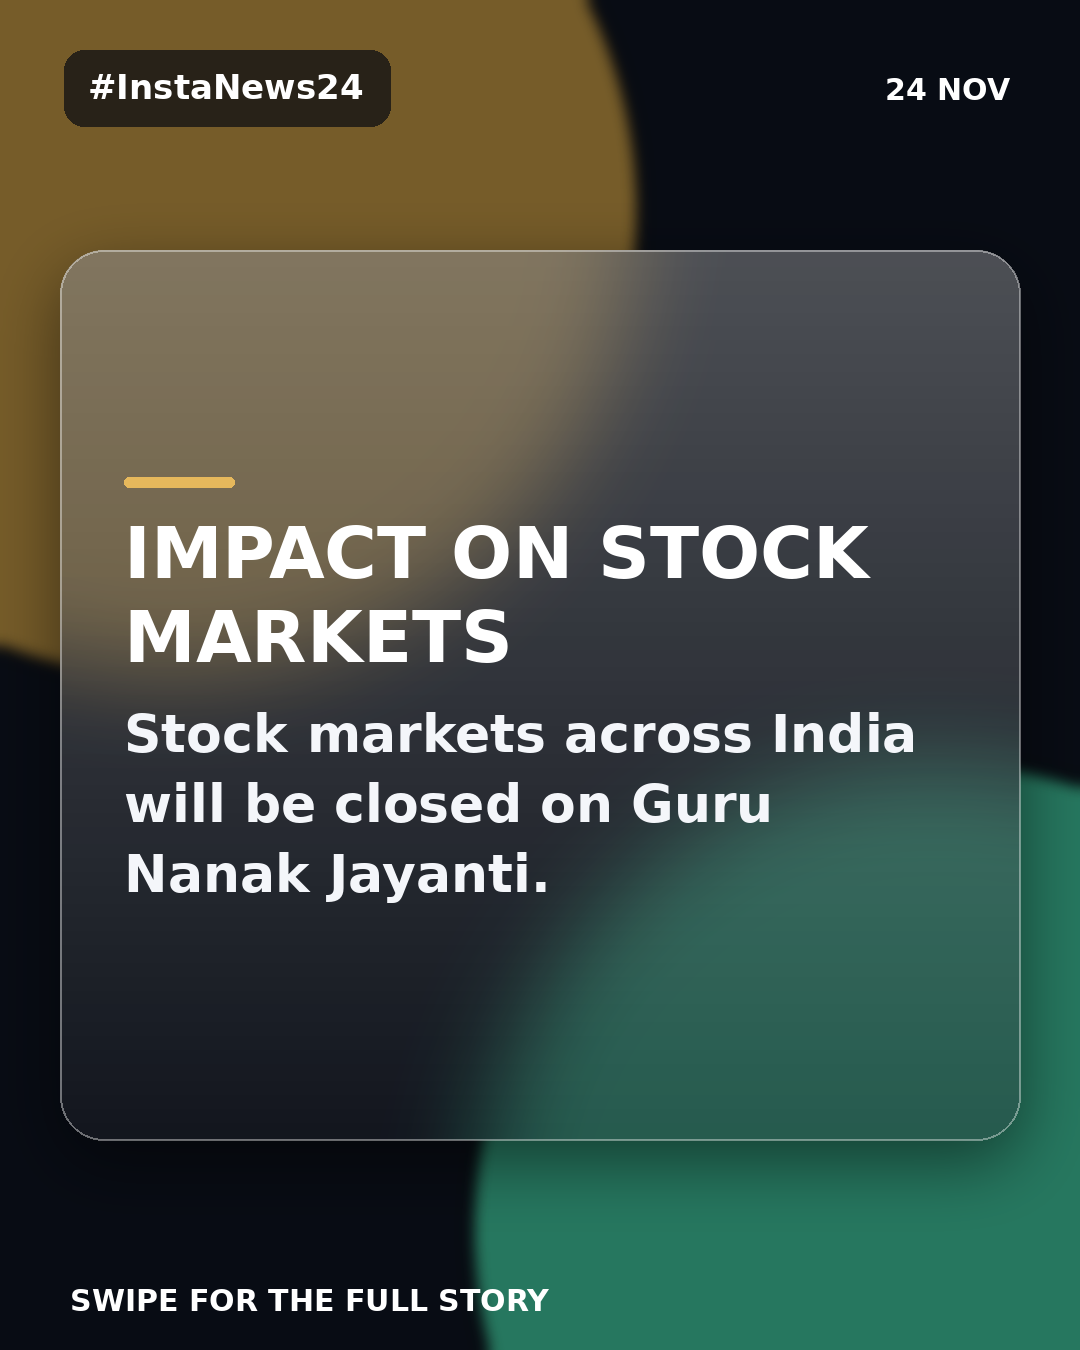 #InstaNews24
24 NOV
IMPACT ON STOCK
MARKETS
Stock markets across India
will be closed on Guru
Nanak Jayanti.
SWIPE FOR THE FULL STORY